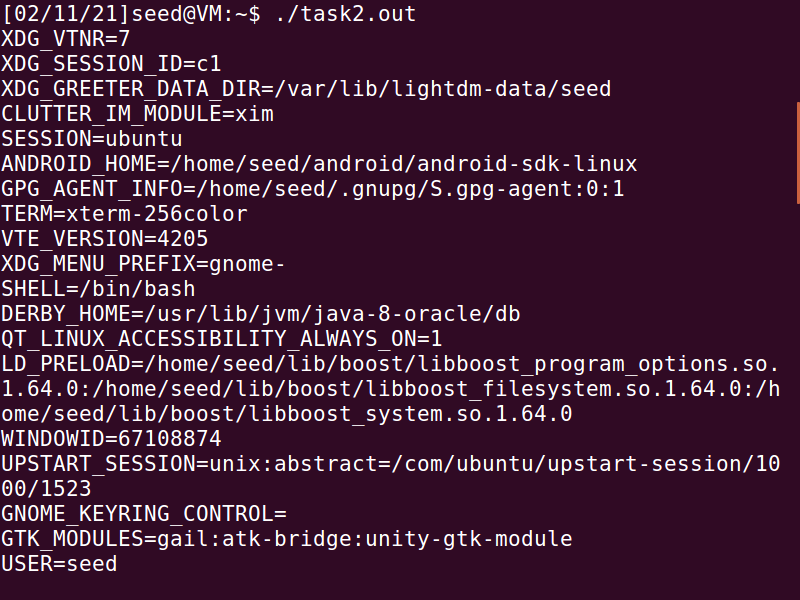 [02/11/21]seed@VM:~$ ./task2.out
XDG_VTNR=7
XDG_SESSION_ID=c1
XDG_GREETER_DATA_DIR=/var/lib/lightdm-data/seed
CLUTTER_IM_MODULE=xim
SESSION=ubuntu
ANDROID_HOME=/home/seed/android/android-sdk-linux
GPG_AGENT_INFO=/home/seed/.gnupg/S.gpg-agent:0:1
TERM=xterm-256color
VTE_VERSION=4205
XDG_MENU_PREFIX=gnome-
SHELL=/bin/bash
DERBY_HOME=/usr/lib/jvm/java-8-oracle/db
QT_LINUX_ACCESSIBILITY_ALWAYS_ON=1
LD_PRELOAD=/home/seed/lib/boost/libboost_program_options.so.
1.64.0:/home/seed/lib/boost/libboost_filesystem.so.1.64.0:/h
ome/seed/lib/boost/libboost_system.so.1.64.0
WINDOWID=67108874
UPSTART_SESSION=unix:abstract=/com/ubuntu/upstart-session/10
00/1523
GNOME_KEYRING_CONTROL=
GTK_MODULES=gail:atk-bridge:unity-gtk-module
USER=seed